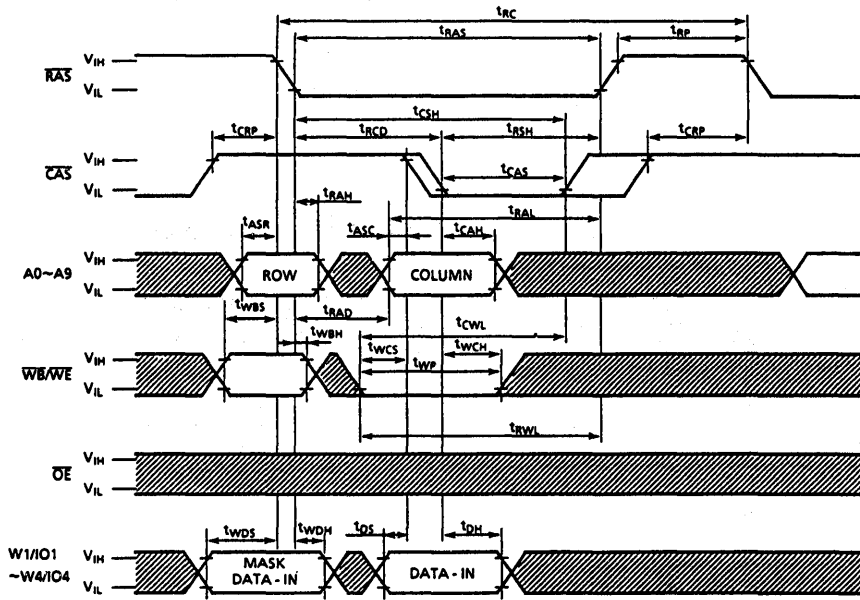 tRC
tRAS tRP
RAS VIH
VIL
tCSH
tCRP tRCD tRSH tCRP
CAS VIH
VIL
tCAS
tRAH
tRAL
tASR tASC tCAH
A0~A9 VIH
VIL
ROW COLUMN
tWBS tRAD
tWBH tCWL
tWCS tWCH
WB/WE VIH
VIL
tWP
tRWL
OE VIH
VIL
tWDS tWDH tDS tDH
W1/IO1
~W4/IO4
VIH
VIL
MASK
DATA-IN
DATA-IN